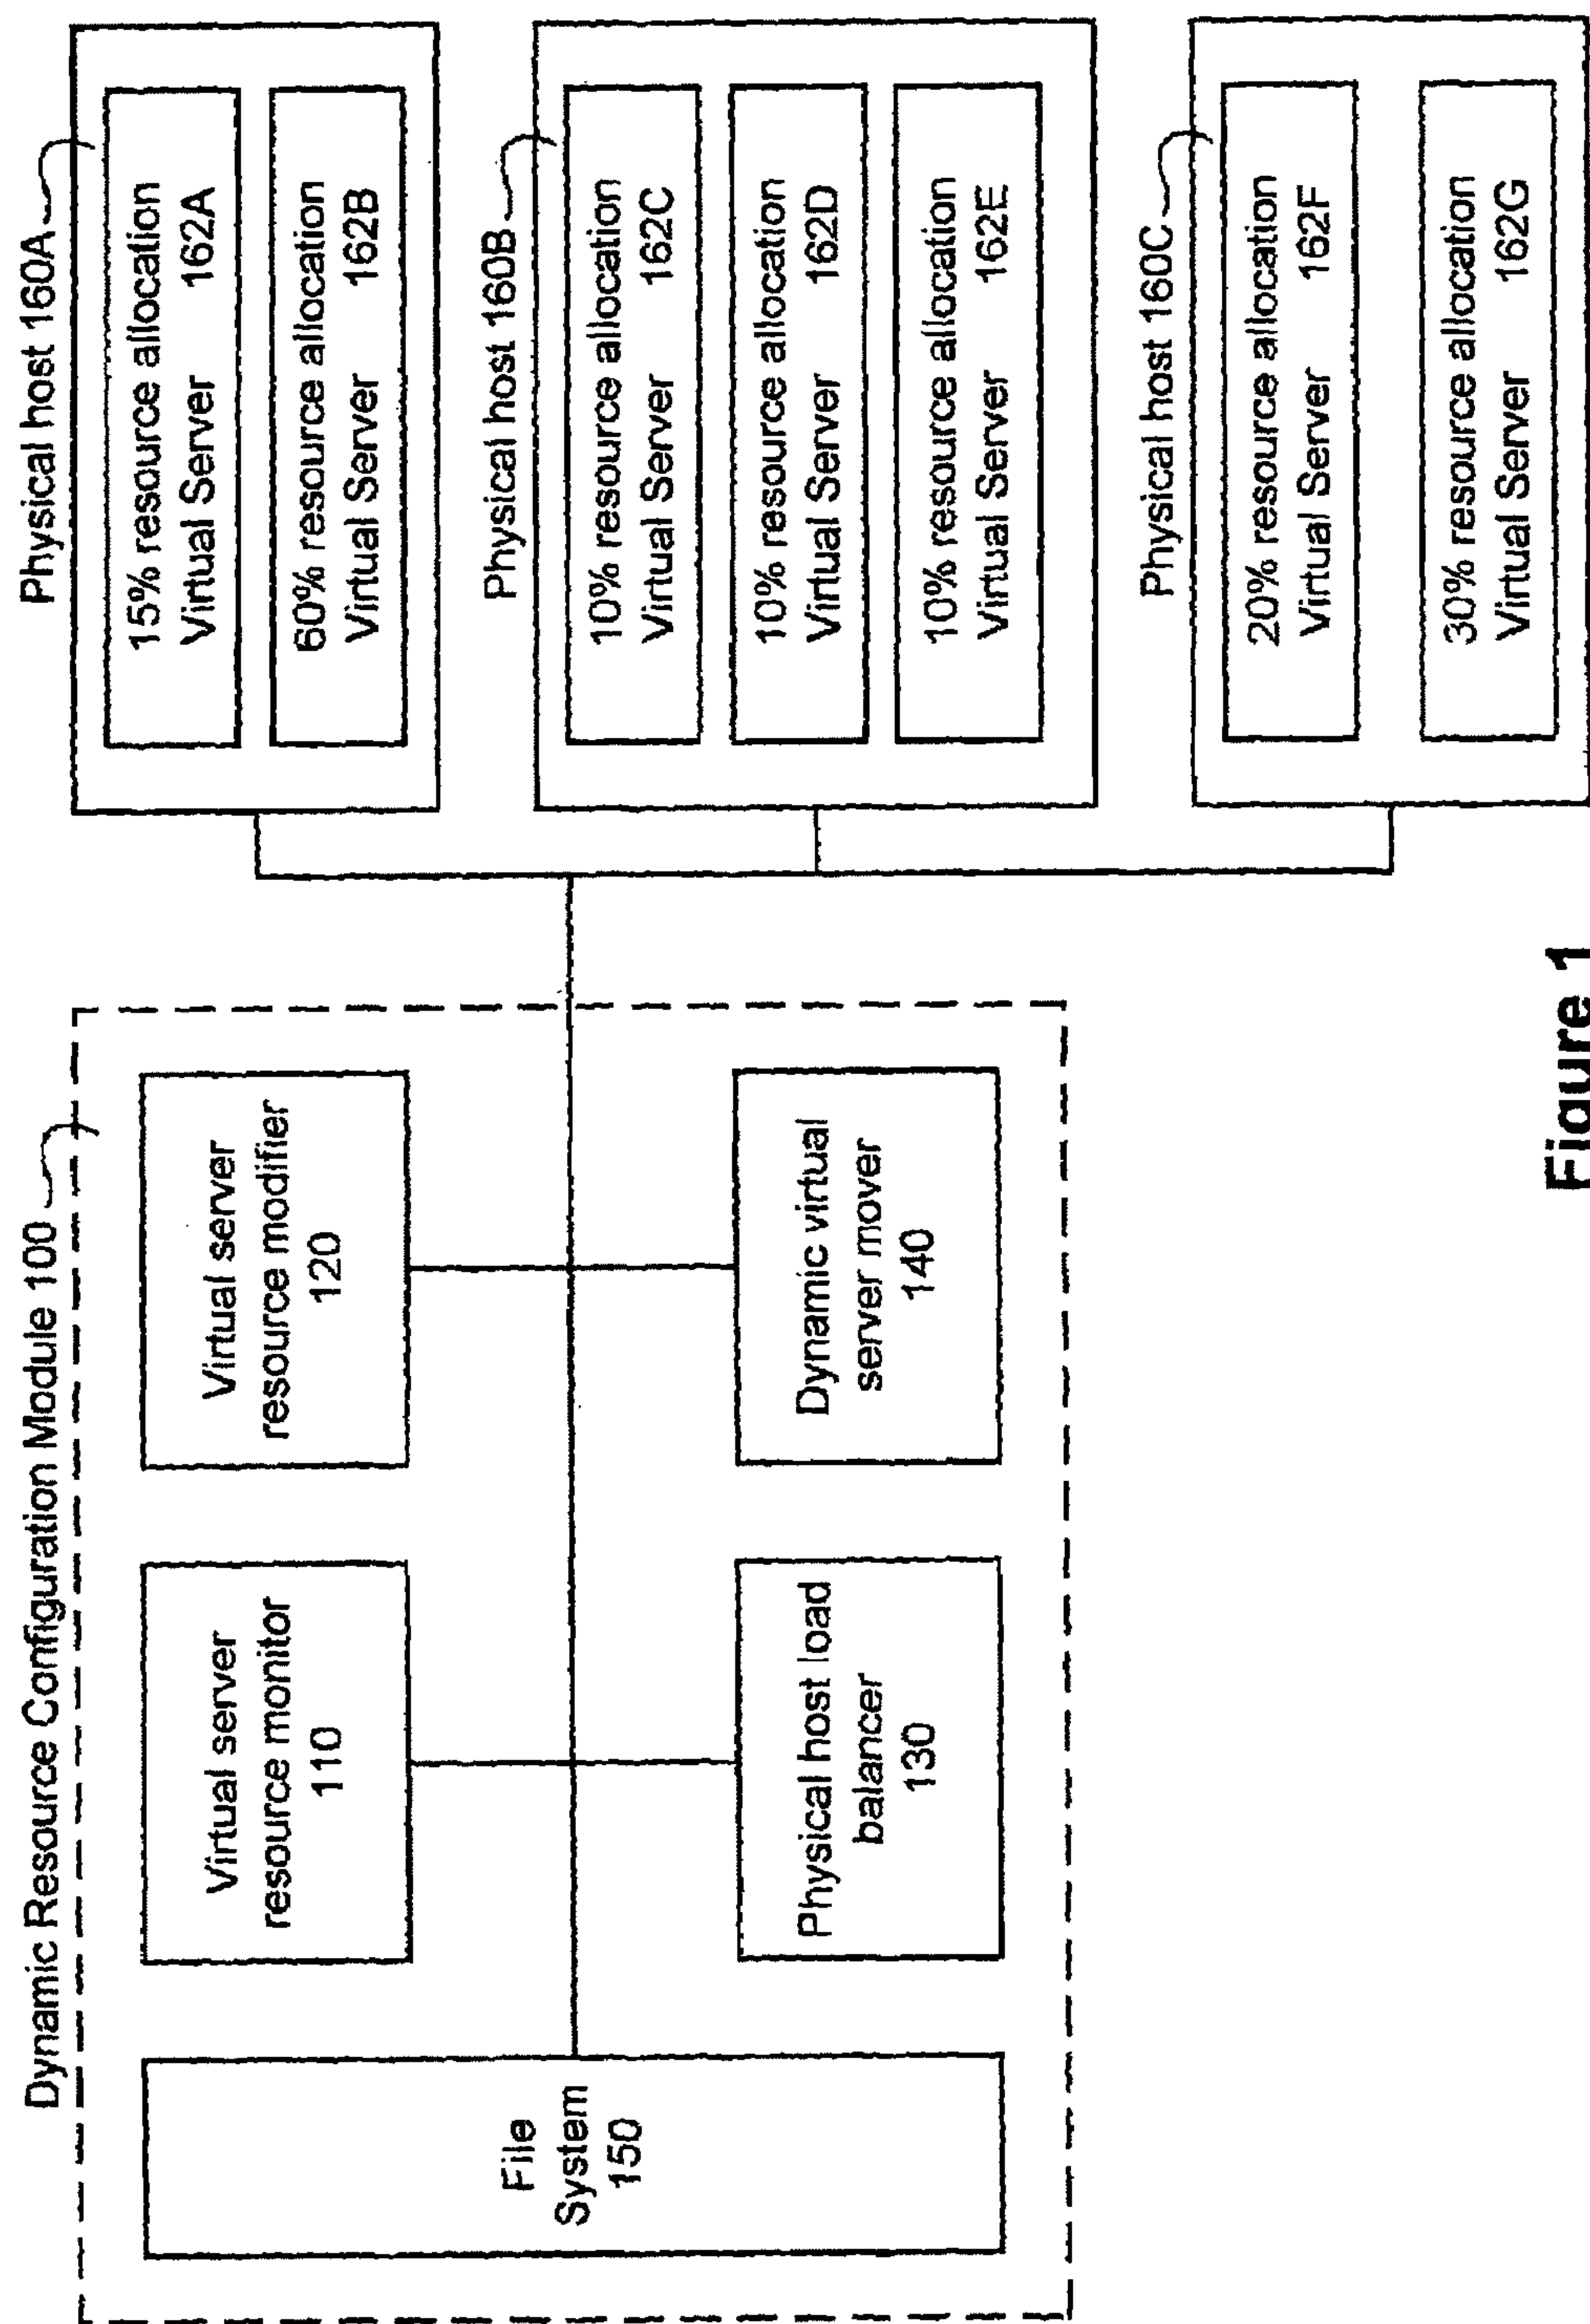 Dynamic Resource Configuration Module 100
File
System
150
Virtual server
resource monitor
110
Virtual server
resource modifier
120
Physical host load
balancer
130
Dynamic virtual
server mover
140
Physical host 160A
15% resource allocation
Virtual Server 162A
60% resource allocation
Virtual Server 162B
Physical host 160B
10% resource allocation
Virtual Server 162C
10% resource allocation
Virtual Server 162D
10% resource allocation
Virtual Server 162E
Physical host 160C
20% resource allocation
Virtual Server 162F
30% resource allocation
Virtual Server 162G
Figure 1